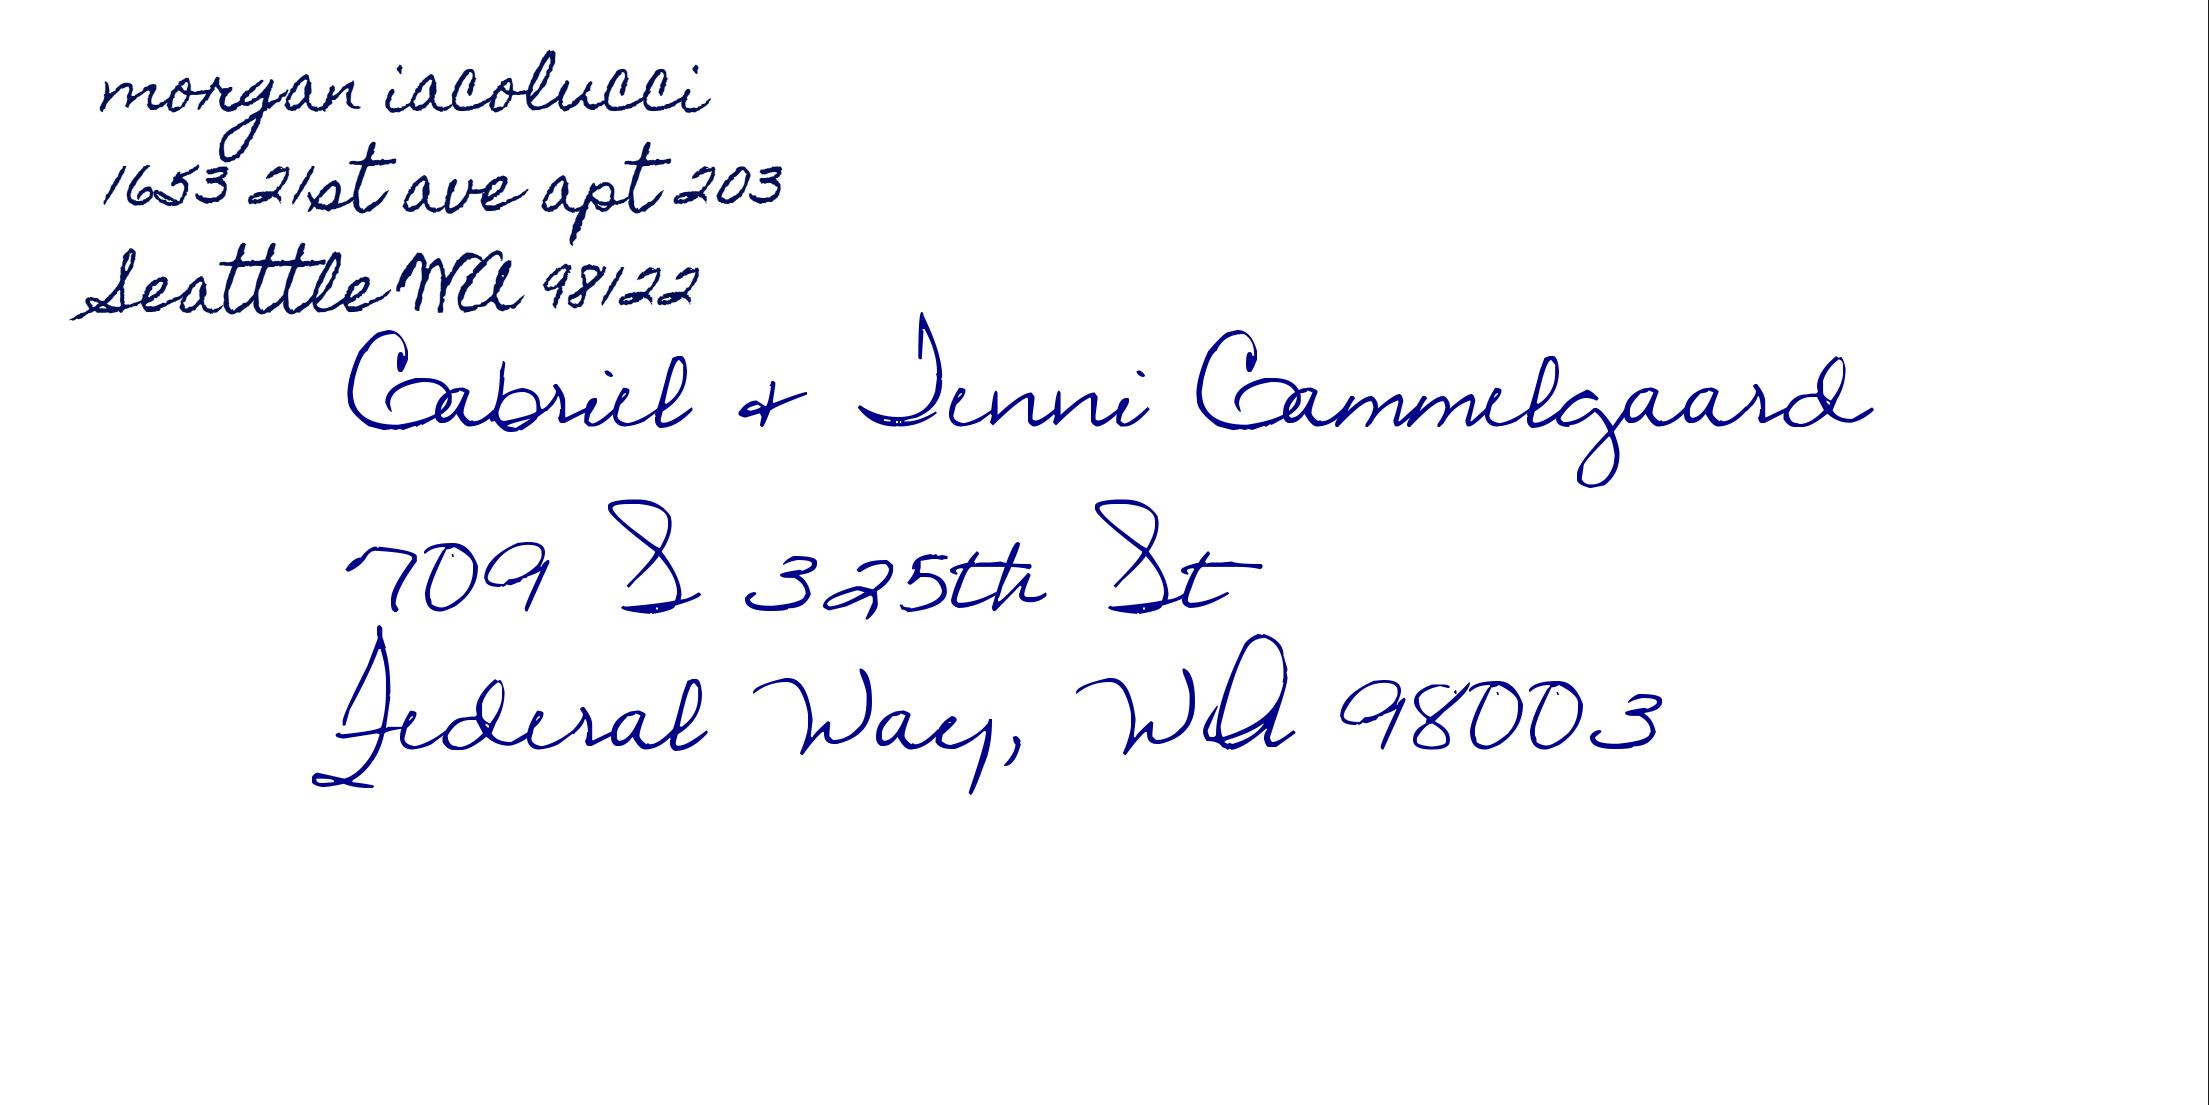 morgan iacolucci
1653 21st ave apt 203
Seatttle WA 98122
Gabriel & Jenni Gammelgaard
709 S 325th St
Federal Way, WA 98003